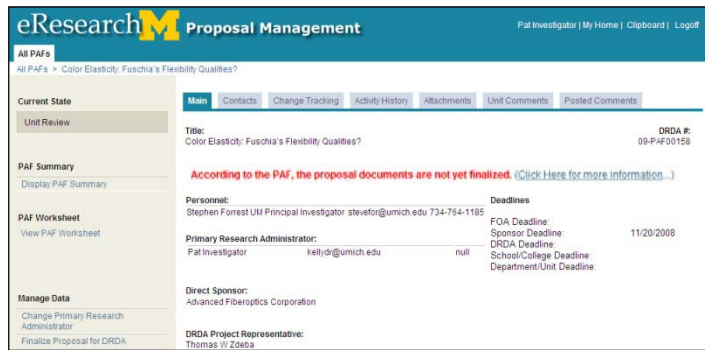 eResearch M Proposal Management
Pat Investigator | My Home | Clipboard | Logoff
All PAFs
All PAFs > Color Elasticity: Fuschia's Flexibility Qualities?
Current State
Unit Review
PAF Summary
Display PAF Summary
PAF Worksheet
View PAF Worksheet
Manage Data
Change Primary Research
Administrator
Finalize Proposal for DRDA
Main Contacts Change Tracking Activity History Attachments Unit Comments Posted Comments
Title: DRDA #:
Color Elasticity: Fuschia's Flexibility Qualities? 09-PAF00158
According to the PAF, the proposal documents are not yet finalized. (Click Here for more information...)
Personnel:
Stephen Forrest UM Principal Investigator stevefor@umich.edu 734-764-1185
Primary Research Administrator:
Pat Investigator kellydr@umich.edu null
Deadlines
FOA Deadline:
Sponsor Deadline: 11/20/2008
DRDA Deadline:
School/College Deadline:
Department/Unit Deadline:
Direct Sponsor:
Advanced Fiberoptics Corporation
DRDA Project Representative:
Thomas W Zdeba